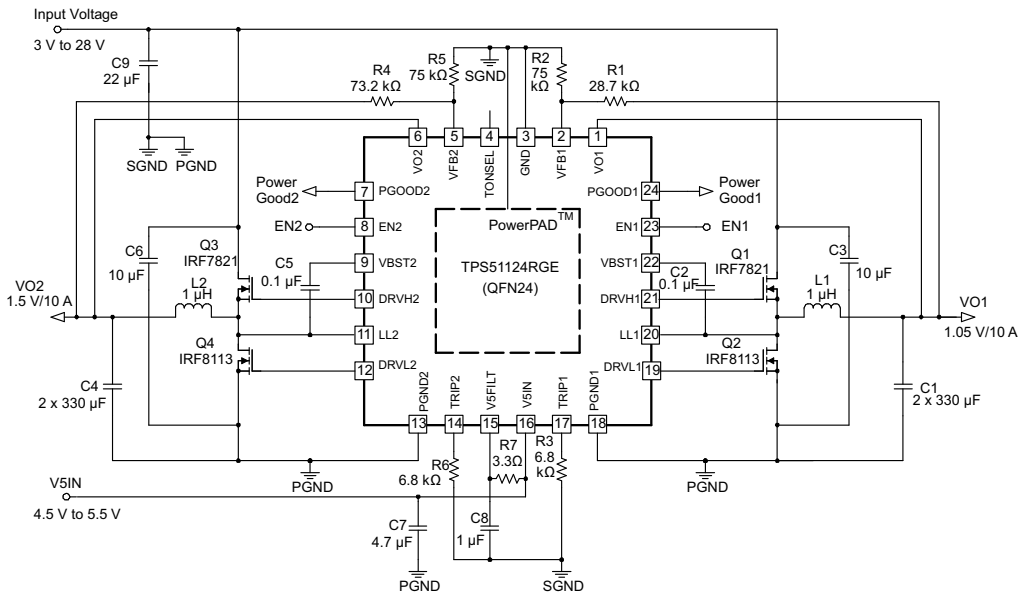 Input Voltage
3 V to 28 V
C9
22 µF
SGND
PGND
R4
73.2 kΩ
R5
75 kΩ
SGND
R2
75
kΩ
R1
28.7 kΩ
6
5
4
3
2
1
VO2
VFB2
TONSEL
GND
VFB1
VO1
Power
Good2
7
PGOOD2
PGOOD1
24
Power
Good1
EN2
8
EN2
EN1
23
EN1
PowerPAD™
TPS51124RGE
(QFN24)
C6
10 µF
Q3
IRF7821
C5
0.1 µF
9
VBST2
VBST1
22
C2
0.1 µF
Q1
IRF7821
C3
10 µF
VO2
1.5 V/10 A
L2
1 µH
10
DRVH2
DRVH1
21
L1
1 µH
VO1
1.05 V/10 A
11
LL2
LL1
20
Q4
IRF8113
12
DRVL2
DRVL1
19
Q2
IRF8113
C4
2 x 330 µF
C1
2 x 330 µF
PGND2
TRIP2
V5FILT
V5IN
TRIP1
PGND1
13
14
15
16
17
18
PGND
R6
6.8 kΩ
R7
3.3Ω
R3
6.8
kΩ
PGND
V5IN
4.5 V to 5.5 V
C7
4.7 µF
C8
1 µF
PGND
SGND